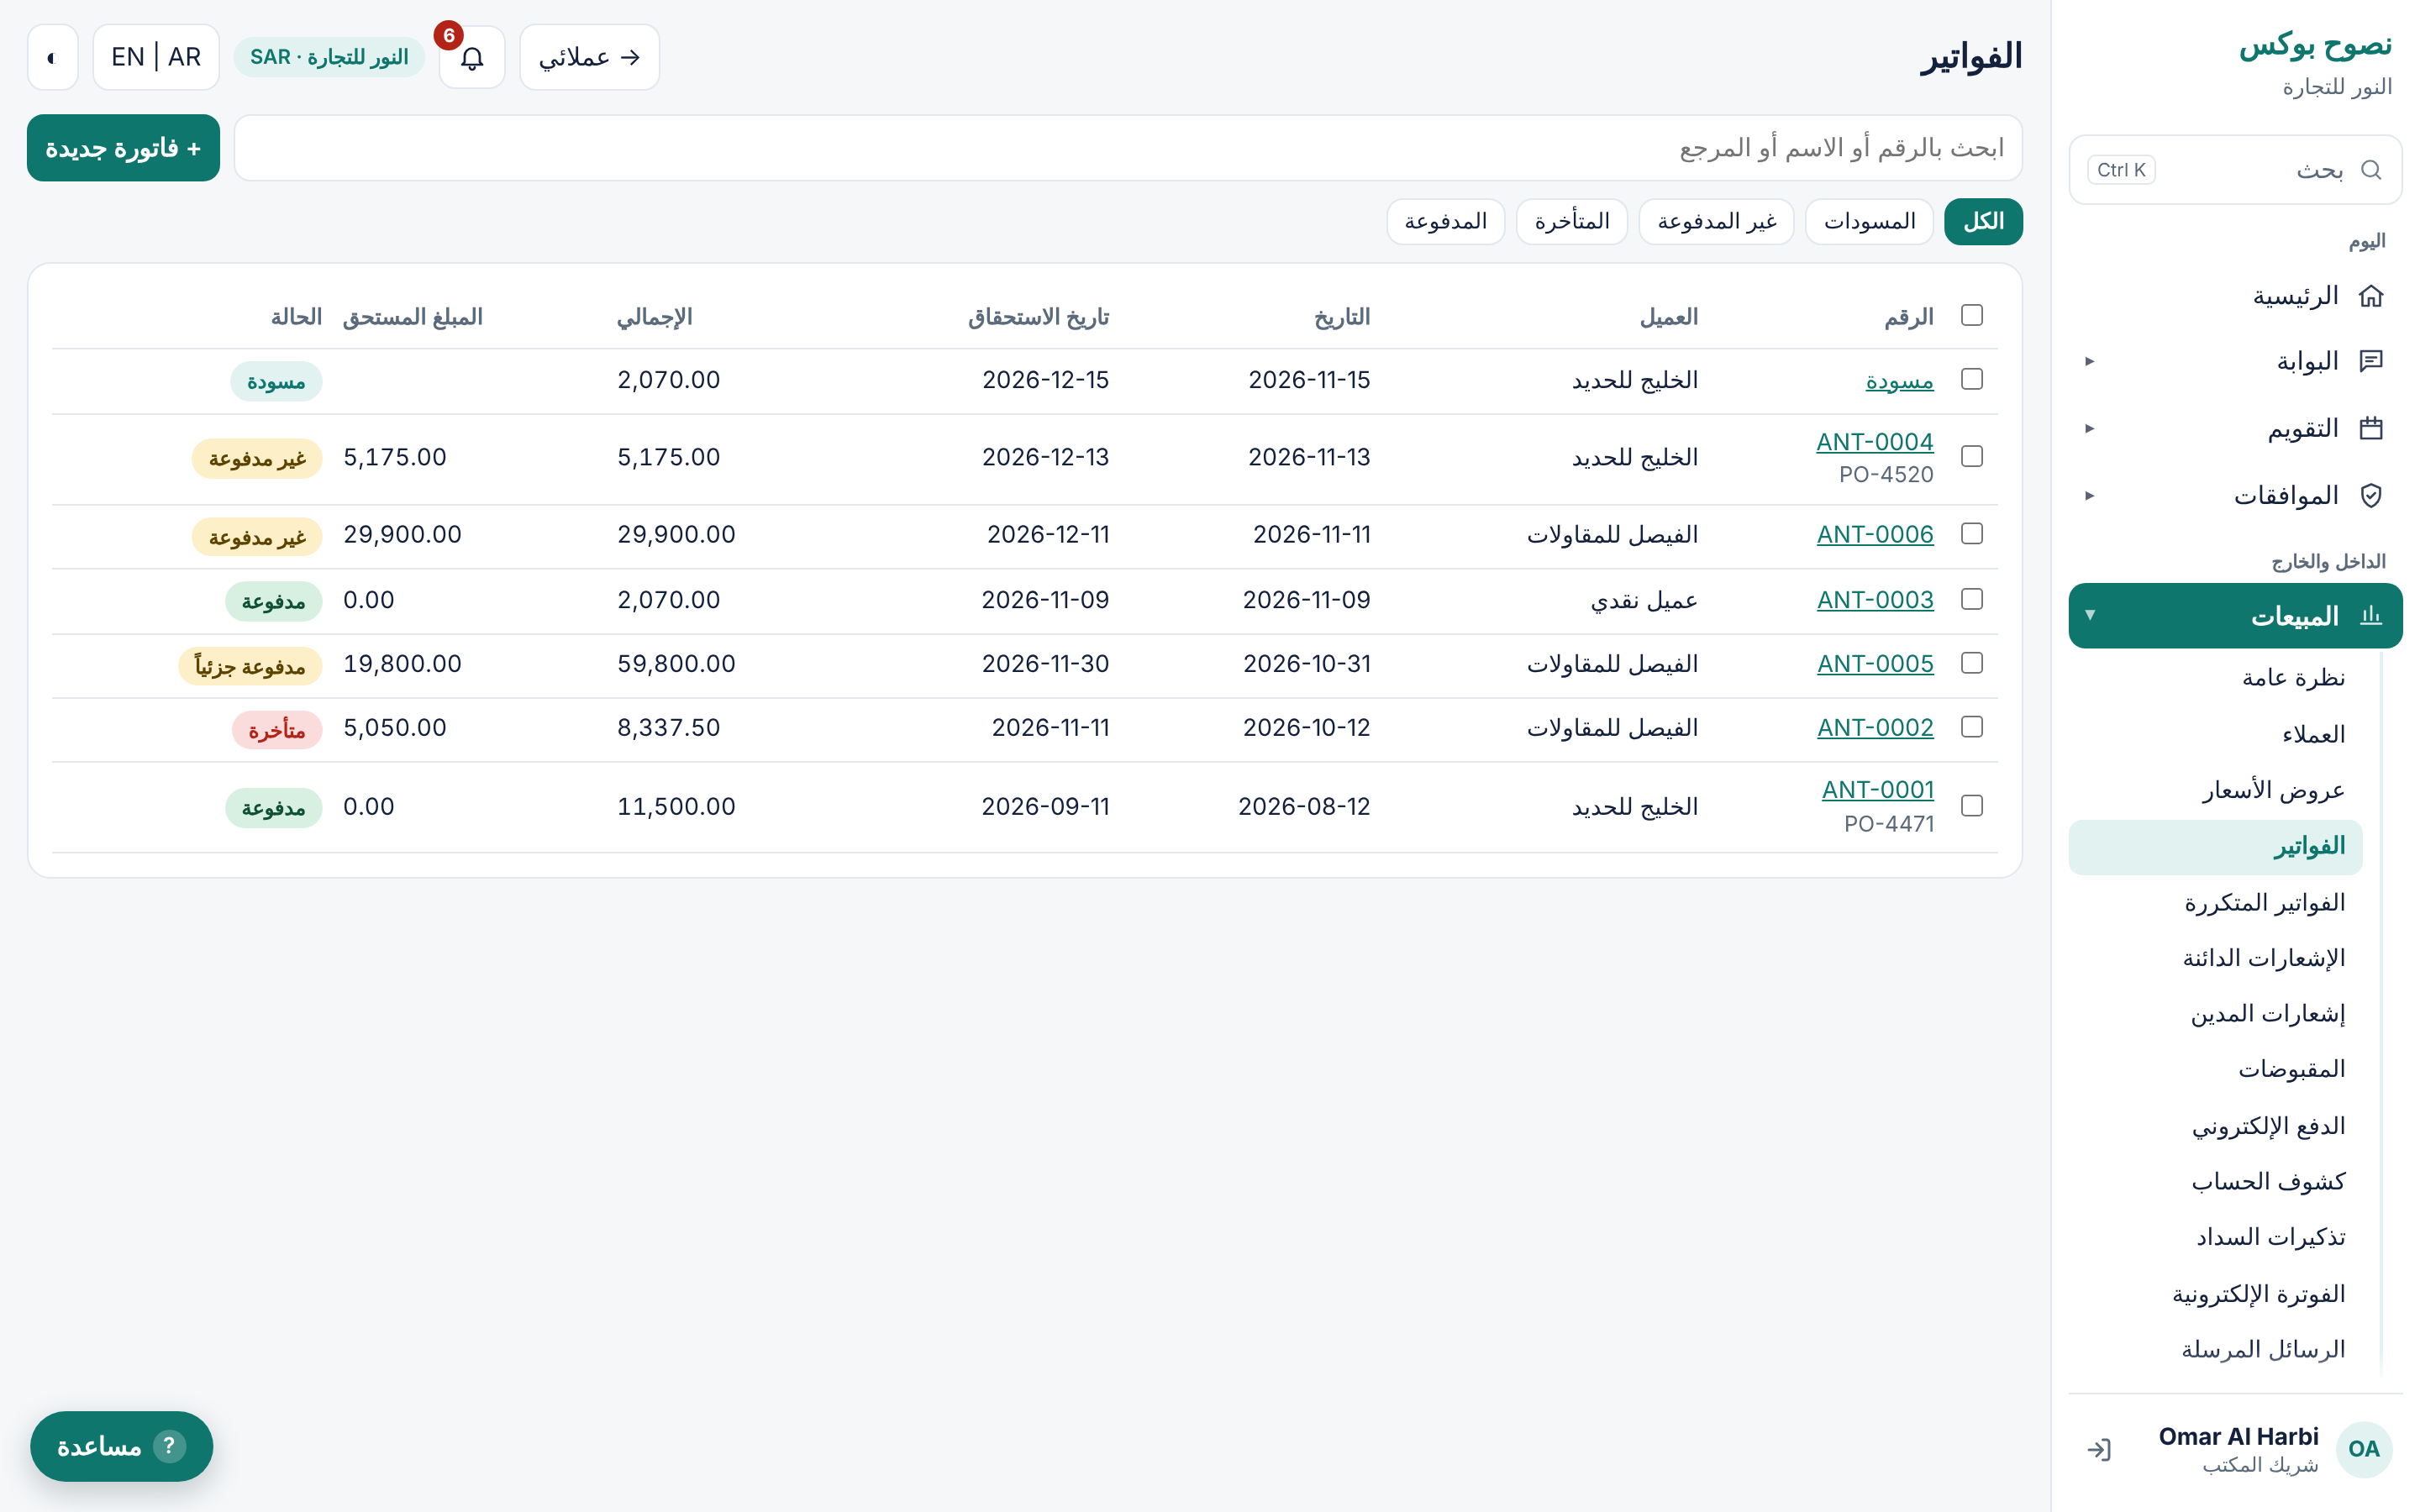 نصوح بوكس
النور للتجارة
بحث
Ctrl K
اليوم
الرئيسية
البوابة
التقويم
الموافقات
الداخل والخارج
المبيعات
نظرة عامة
العملاء
عروض الأسعار
الفواتير
الفواتير المتكررة
الإشعارات الدائنة
إشعارات المدين
المقبوضات
الدفع الإلكتروني
كشوف الحساب
تذكيرات السداد
الفوترة الإلكترونية
الرسائل المرسلة
OA
Omar Al Harbi
شريك المكتب
الفواتير
→ عملائي
6
النور للتجارة · SAR
EN | AR
ابحث بالرقم أو الاسم أو المرجع
+ فاتورة جديدة
الكل المسودات غير المدفوعة المتأخرة المدفوعة
الرقم العميل التاريخ تاريخ الاستحقاق الإجمالي المبلغ المستحق الحالة
مسودة الخليج للحديد 2026-11-15 2026-12-15 2,070.00 مسودة
ANT-0004 الخليج للحديد 2026-11-13 2026-12-13 5,175.00 5,175.00 غير مدفوعة
PO-4520
ANT-0006 الفيصل للمقاولات 2026-11-11 2026-12-11 29,900.00 29,900.00 غير مدفوعة
ANT-0003 عميل نقدي 2026-11-09 2026-11-09 2,070.00 0.00 مدفوعة
ANT-0005 الفيصل للمقاولات 2026-10-31 2026-11-30 59,800.00 19,800.00 مدفوعة جزئياً
ANT-0002 الفيصل للمقاولات 2026-10-12 2026-11-11 8,337.50 5,050.00 متأخرة
ANT-0001 الخليج للحديد 2026-08-12 2026-09-11 11,500.00 0.00 مدفوعة
PO-4471
? مساعدة